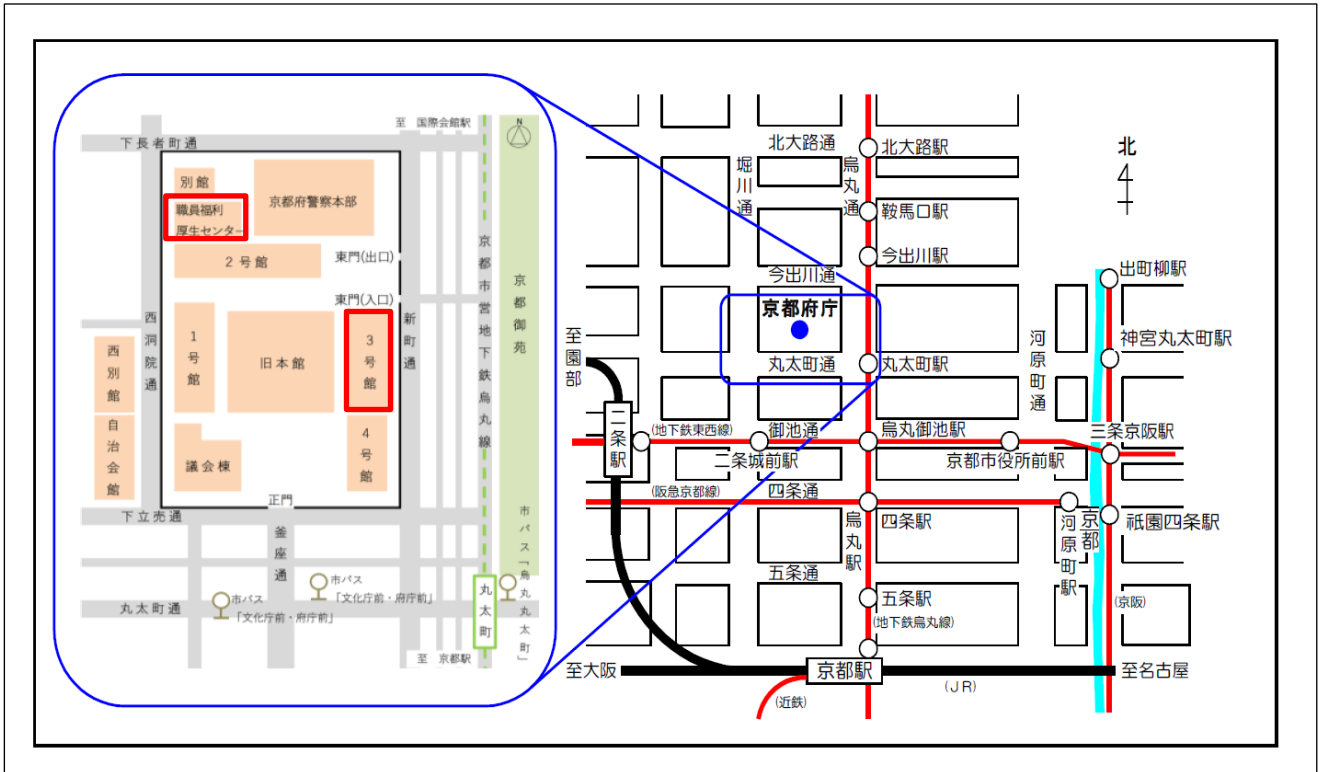 至 国際会館駅
N
下長者町通
別館
職員福利
厚生センター
京都府警察本部
2号館
東門(出口)
東門(入口)
京都市営地下鉄烏丸線
京都御苑
西洞院通
新町通
1号館
旧本館
3号館
西別館
自治会館
4号館
議会棟
正門
下立売通
釜座通
市バス「烏丸丸太町」
市バス
「文化庁前・府庁前」
丸太町通
市バス
「文化庁前・府庁前」
丸太町
至 京都駅
北大路通
北大路駅
北
堀川通
烏丸通
鞍馬口駅
今出川駅
今出川通
出町柳駅
京都府庁
至園部
丸太町通
丸太町駅
河原町通
神宮丸太町駅
二条駅
(地下鉄東西線)
御池通
烏丸御池駅
三条京阪駅
二条城前駅
京都市役所前駅
(阪急京都線)
四条通
烏丸駅
四条駅
京都
河原町駅
祇園四条駅
五条通
五条駅
(京阪)
(地下鉄烏丸線)
至大阪
京都駅
至名古屋
(JR)
(近鉄)